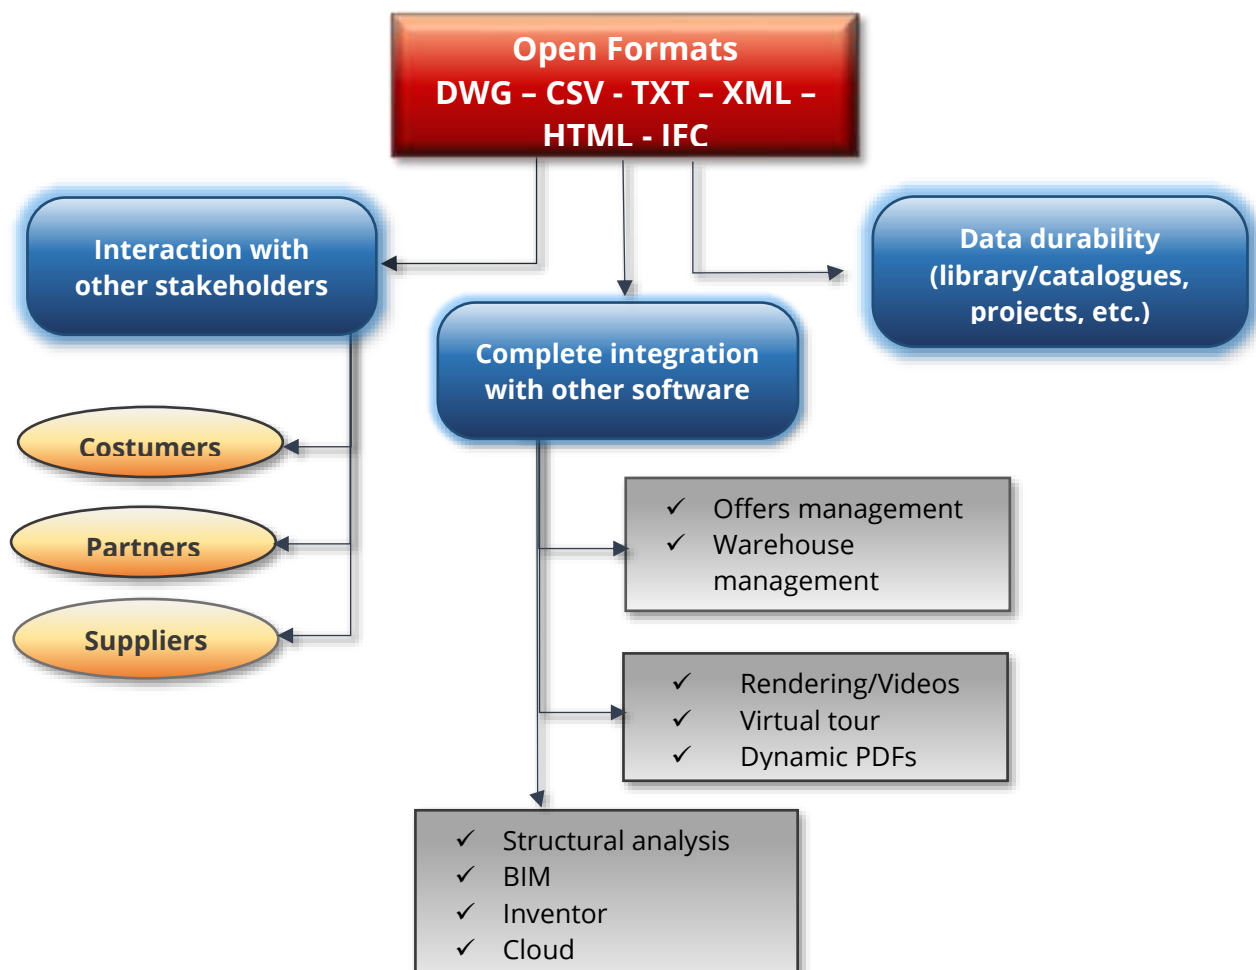 Open Formats
DWG – CSV - TXT – XML –
HTML - IFC
Interaction with
other stakeholders
Data durability
(library/catalogues,
projects, etc.)
Complete integration
with other software
Costumers
Partners
Suppliers
✓ Offers management
✓ Warehouse
management
✓ Rendering/Videos
✓ Virtual tour
✓ Dynamic PDFs
✓ Structural analysis
✓ BIM
✓ Inventor
✓ Cloud